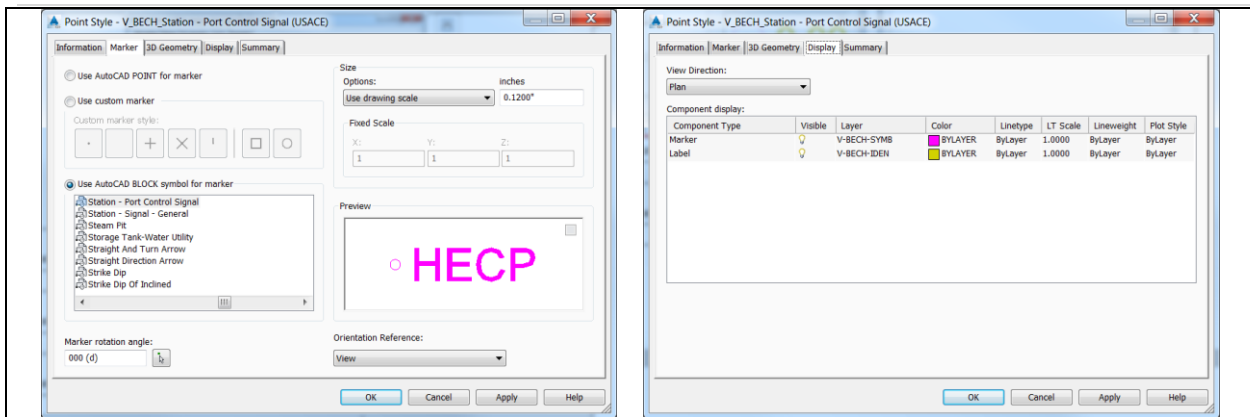 Point Style - V_BECH_Station - Port Control Signal (USACE)
Information Marker 3D Geometry Display Summary
Use AutoCAD POINT for marker
Use custom marker
Custom marker style:
Use AutoCAD BLOCK symbol for marker
Station - Port Control Signal
Station - Signal - General
Steam Pit
Storage Tank-Water Utility
Straight And Turn Arrow
Straight Direction Arrow
Strike Dip
Strike Dip Of Inclined
Marker rotation angle:
000 (d)
Size
Options: inches
Use drawing scale 0.1200"
Fixed Scale
X: Y: Z:
1 1 1
Preview
HECP
Orientation Reference:
View
OK Cancel Apply Help
Point Style - V_BECH_Station - Port Control Signal (USACE)
Information Marker 3D Geometry Display Summary
View Direction:
Plan
Component display:
Component Type Visible Layer Color Linetype LT Scale Lineweight Plot Style
Marker V-BECH-SYMB BYLAYER ByLayer 1.0000 ByLayer ByLayer
Label V-BECH-IDEN BYLAYER ByLayer 1.0000 ByLayer ByLayer
OK Cancel Apply Help